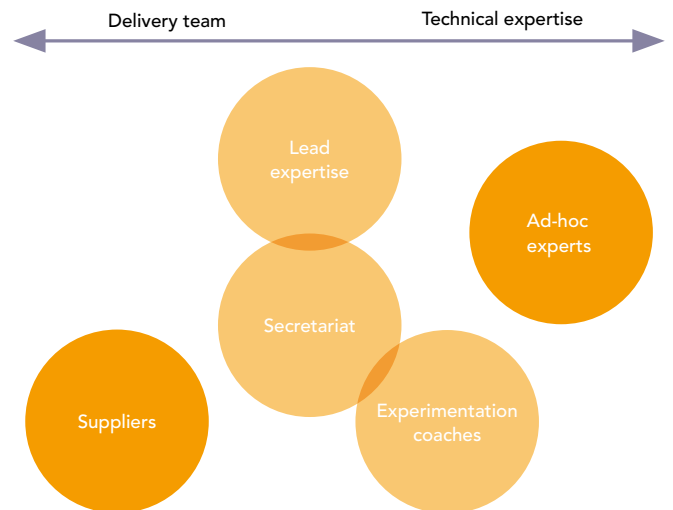 Delivery team
Technical expertise
Lead
expertise
Ad-hoc
experts
Secretariat
Suppliers
Experimentation
coaches